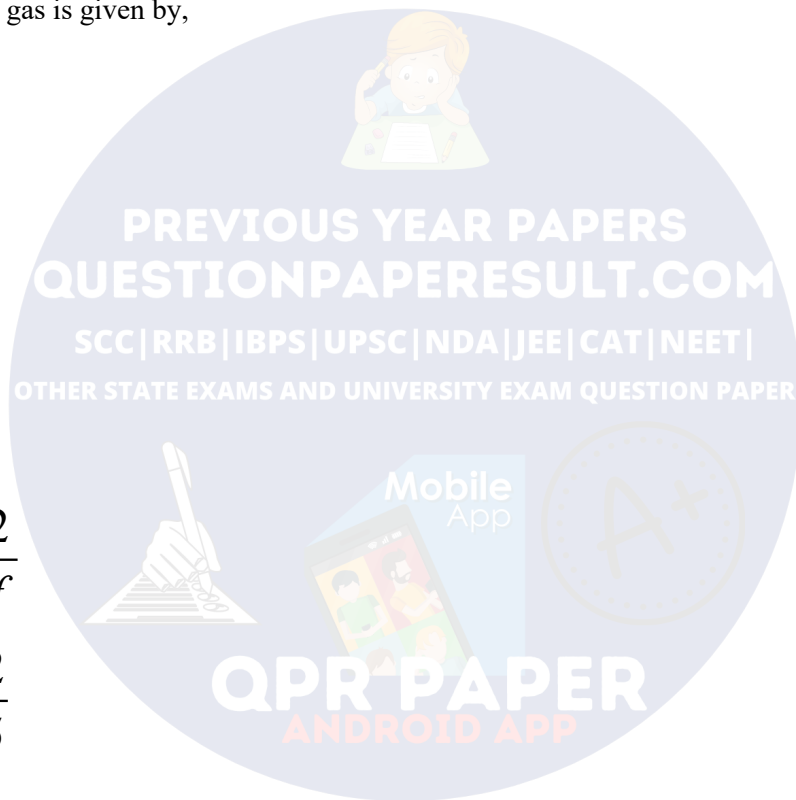 gas is given by,
PREVIOUS YEAR PAPERS
QUESTIONPAPERESULT.COM
SCC|RRB|IBPS|UPSC|NDA|JEE|CAT|NEET|
OTHER STATE EXAMS AND UNIVERSITY EXAM QUESTION PAPER
Mobile
App
A+
2
QPR PAPER
ANDROID APP